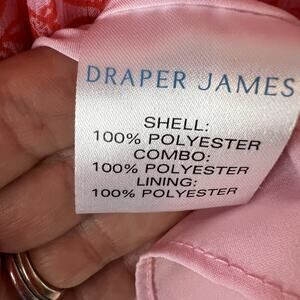 DRAPER JAMES
SHELL:
100% POLYESTER
COMBO:
100% POLYESTER
LINING:
100% POLYESTER